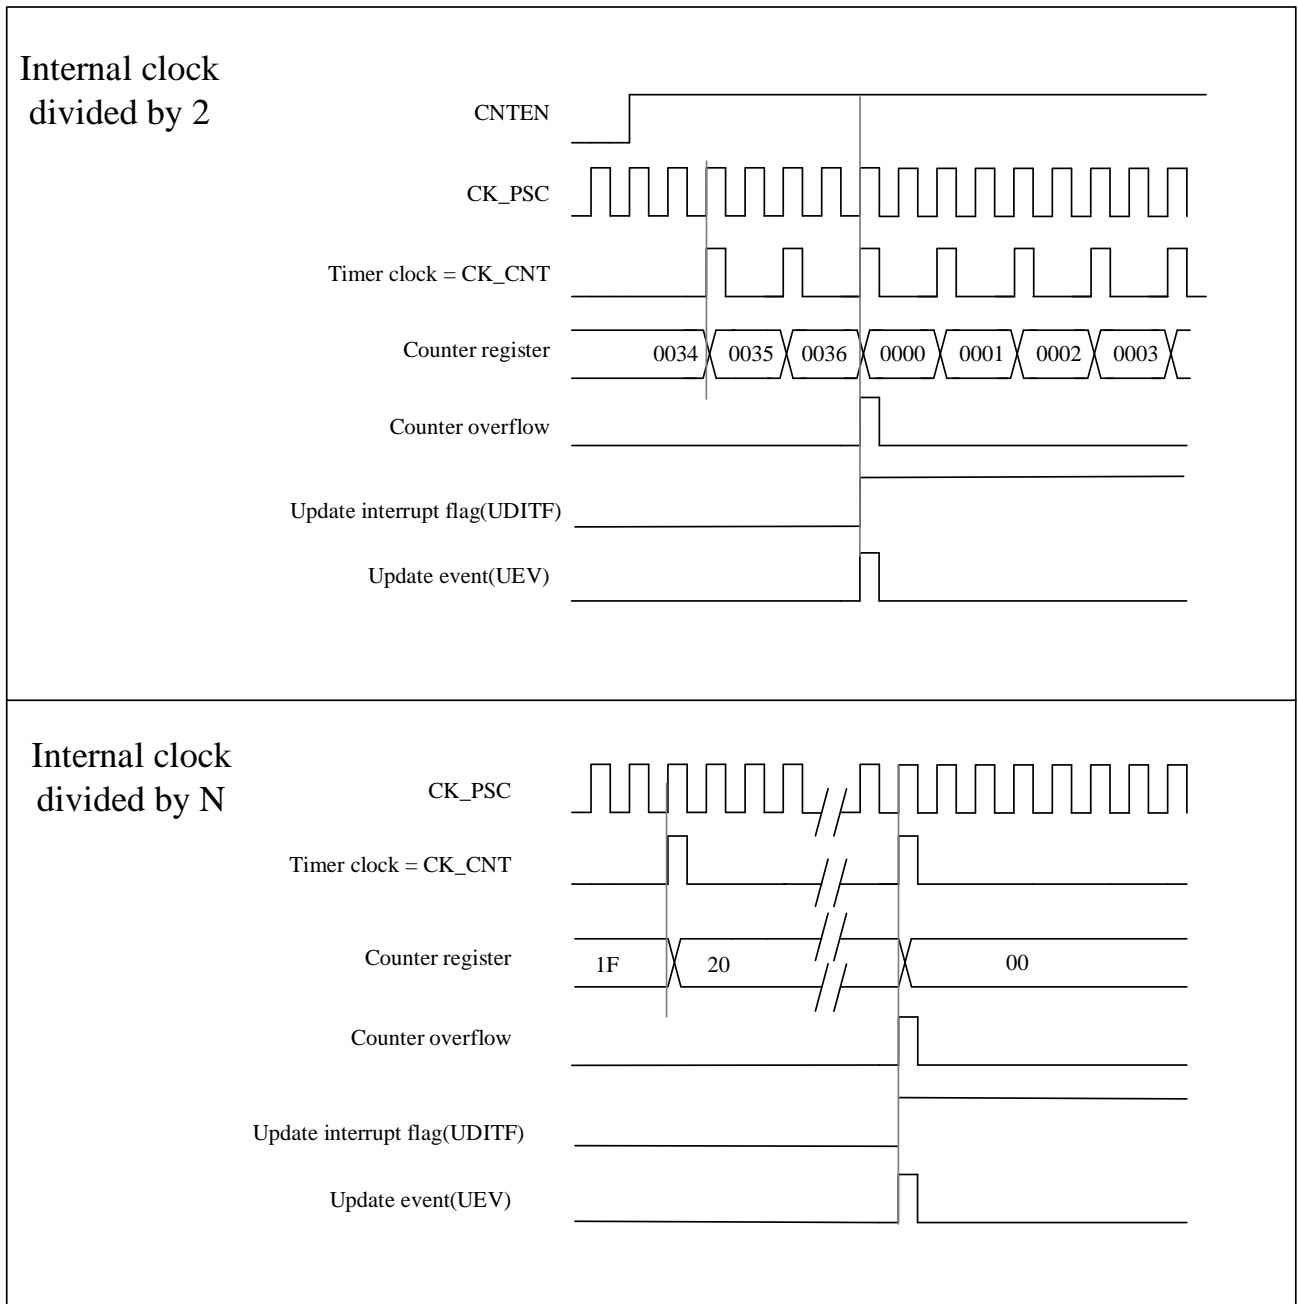 Internal clock
divided by 2
CNTEN
CK_PSC
Timer clock = CK_CNT
Counter register
0034 0035 0036 0000 0001 0002 0003
Counter overflow
Update interrupt flag(UDITF)
Update event(UEV)
Internal clock
divided by N
CK_PSC
Timer clock = CK_CNT
Counter register
1F 20 00
Counter overflow
Update interrupt flag(UDITF)
Update event(UEV)